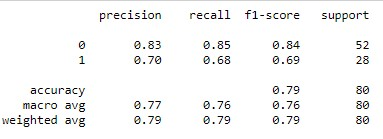 precision recall f1-score support
0 0.83 0.85 0.84 52
1 0.70 0.68 0.69 28
accuracy 0.79 80
macro avg 0.77 0.76 0.76 80
weighted avg 0.79 0.79 0.79 80